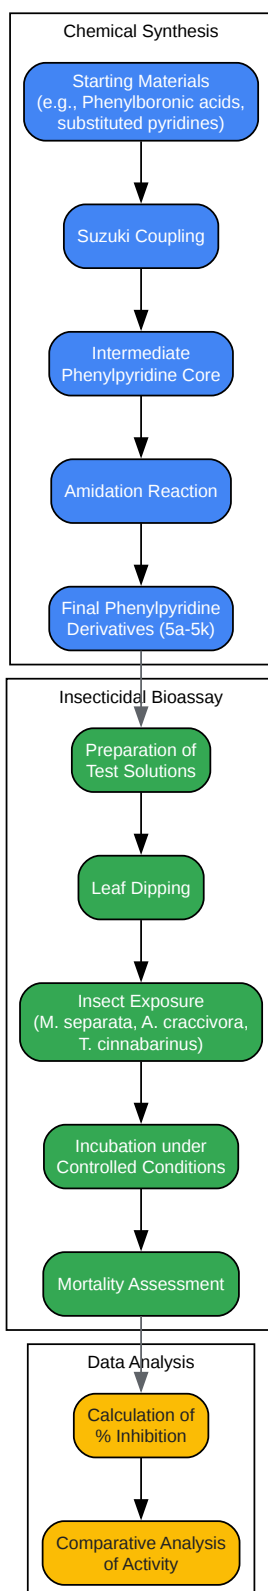 Chemical Synthesis
Starting Materials
(e.g., Phenylboronic acids,
substituted pyridines)
Suzuki Coupling
Intermediate
Phenylpyridine Core
Amidation Reaction
Final Phenylpyridine
Derivatives (5a-5k)
Insecticidal Bioassay
Preparation of
Test Solutions
Leaf Dipping
Insect Exposure
(M. separata, A. craccivora,
T. cinnabarinus)
Incubation under
Controlled Conditions
Mortality Assessment
Data Analysis
Calculation of
% Inhibition
Comparative Analysis
of Activity